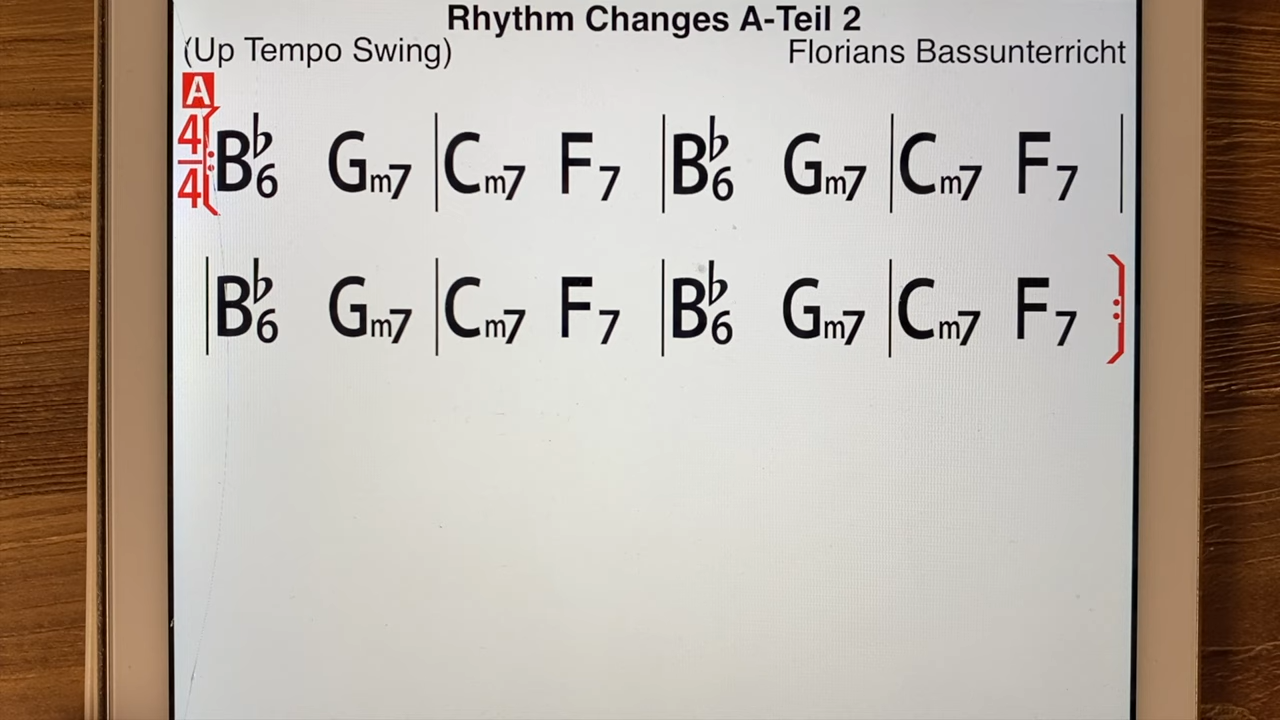 Rhythm Changes A-Teil 2
(Up Tempo Swing) Florians Bassunterricht
A
4/4 B♭6 Gm7 | Cm7 F7 | B♭6 Gm7 | Cm7 F7 |
| B♭6 Gm7 | Cm7 F7 | B♭6 Gm7 | Cm7 F7